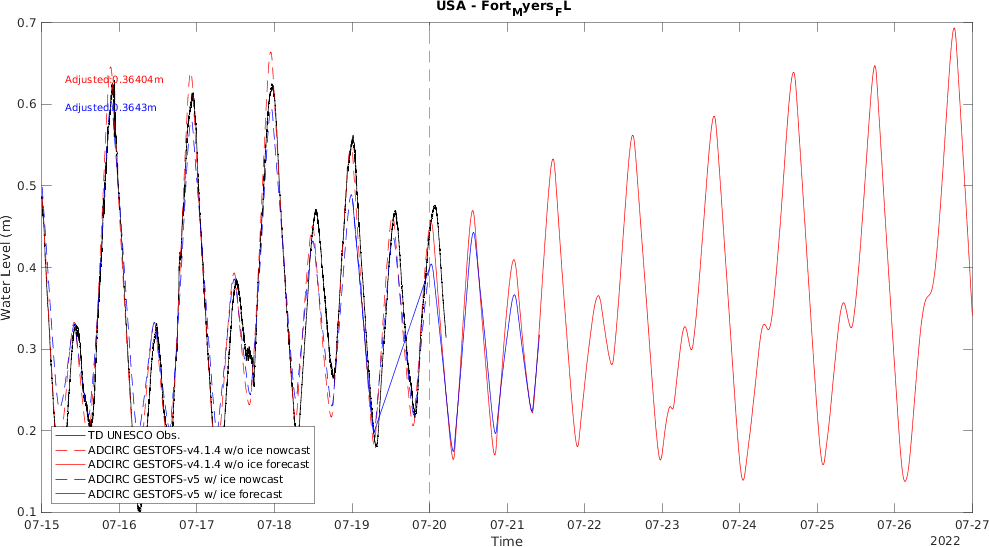 USA - FortMyersFL
0.7
Adjusted:0.36404m
0.6
Adjusted:0.3643m
0.5
0.4
0.3
0.2
0.1
Water Level (m)
TD UNESCO Obs.
ADCIRC GESTOFS-v4.1.4 w/o ice nowcast
ADCIRC GESTOFS-v4.1.4 w/o ice forecast
ADCIRC GESTOFS-v5 w/ ice nowcast
ADCIRC GESTOFS-v5 w/ ice forecast
07-15 07-16 07-17 07-18 07-19 07-20 07-21 07-22 07-23 07-24 07-25 07-26 07-27
Time
2022